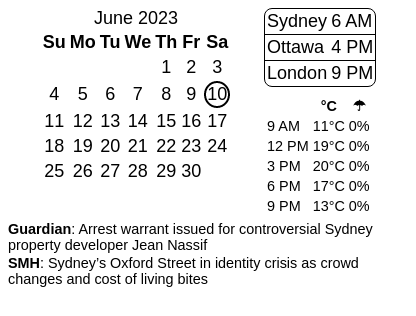 June 2023
Su Mo Tu We Th Fr Sa
1 2 3
4 5 6 7 8 9 10
11 12 13 14 15 16 17
18 19 20 21 22 23 24
25 26 27 28 29 30
Sydney 6 AM
Ottawa 4 PM
London 9 PM
°C ☂
9 AM 11°C 0%
12 PM 19°C 0%
3 PM 20°C 0%
6 PM 17°C 0%
9 PM 13°C 0%
Guardian: Arrest warrant issued for controversial Sydney
property developer Jean Nassif
SMH: Sydney's Oxford Street in identity crisis as crowd
changes and cost of living bites